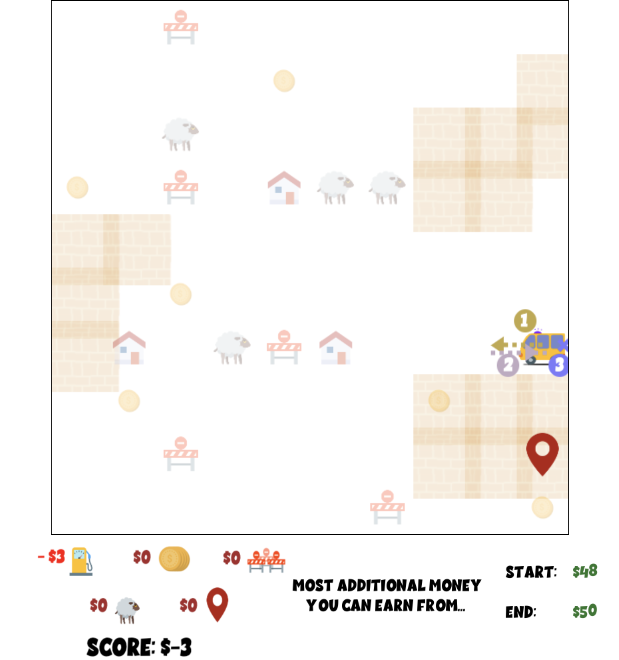 1
2
3
- $3
$0
$0
$0
$0
MOST ADDITIONAL MONEY
YOU CAN EARN FROM...
START: $48
END: $50
SCORE: $-3